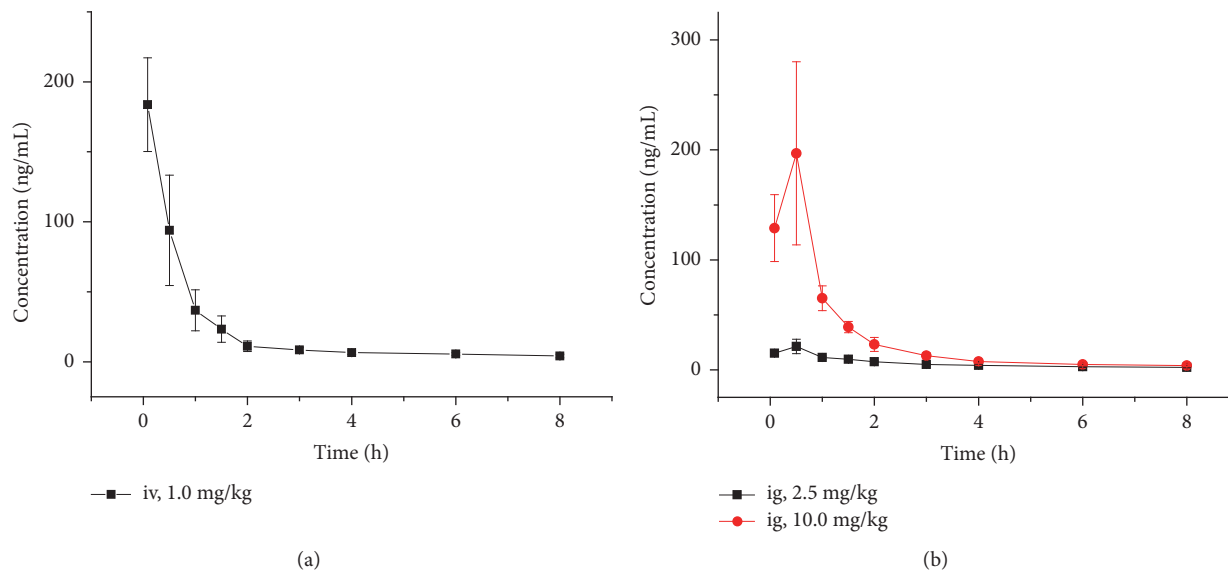 200
100
0
Concentration (ng/mL)
0
2
4
6
8
Time (h)
iv, 1.0 mg/kg
(a)
300
200
100
0
Concentration (ng/mL)
0
2
4
6
8
Time (h)
ig, 2.5 mg/kg
ig, 10.0 mg/kg
(b)